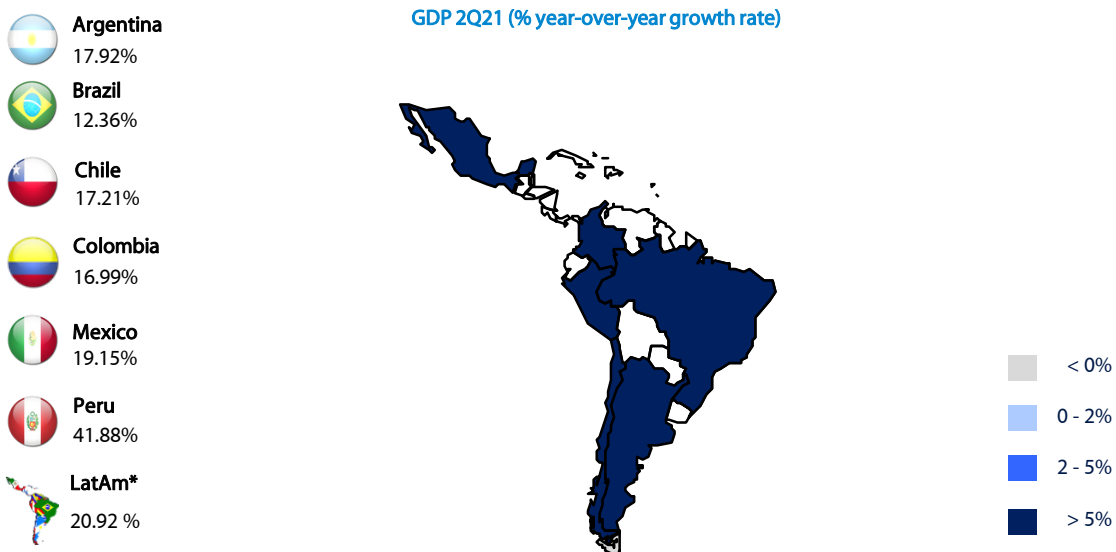 GDP 2Q21 (% year-over-year growth rate)
Argentina
17.92%
Brazil
12.36%
Chile
17.21%
Colombia
16.99%
Mexico
19.15%
Peru
41.88%
LatAm*
20.92 %
< 0%
0 - 2%
2 - 5%
> 5%